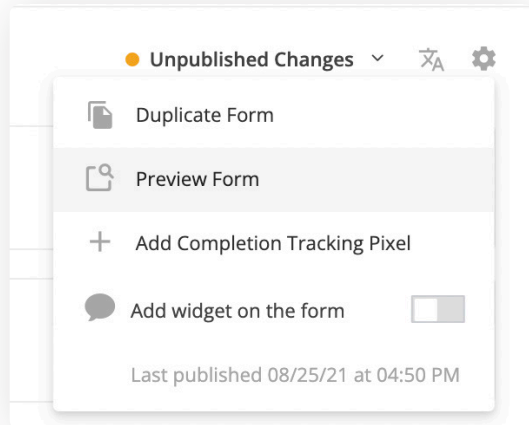 Unpublished Changes
Duplicate Form
Preview Form
Add Completion Tracking Pixel
Add widget on the form
Last published 08/25/21 at 04:50 PM